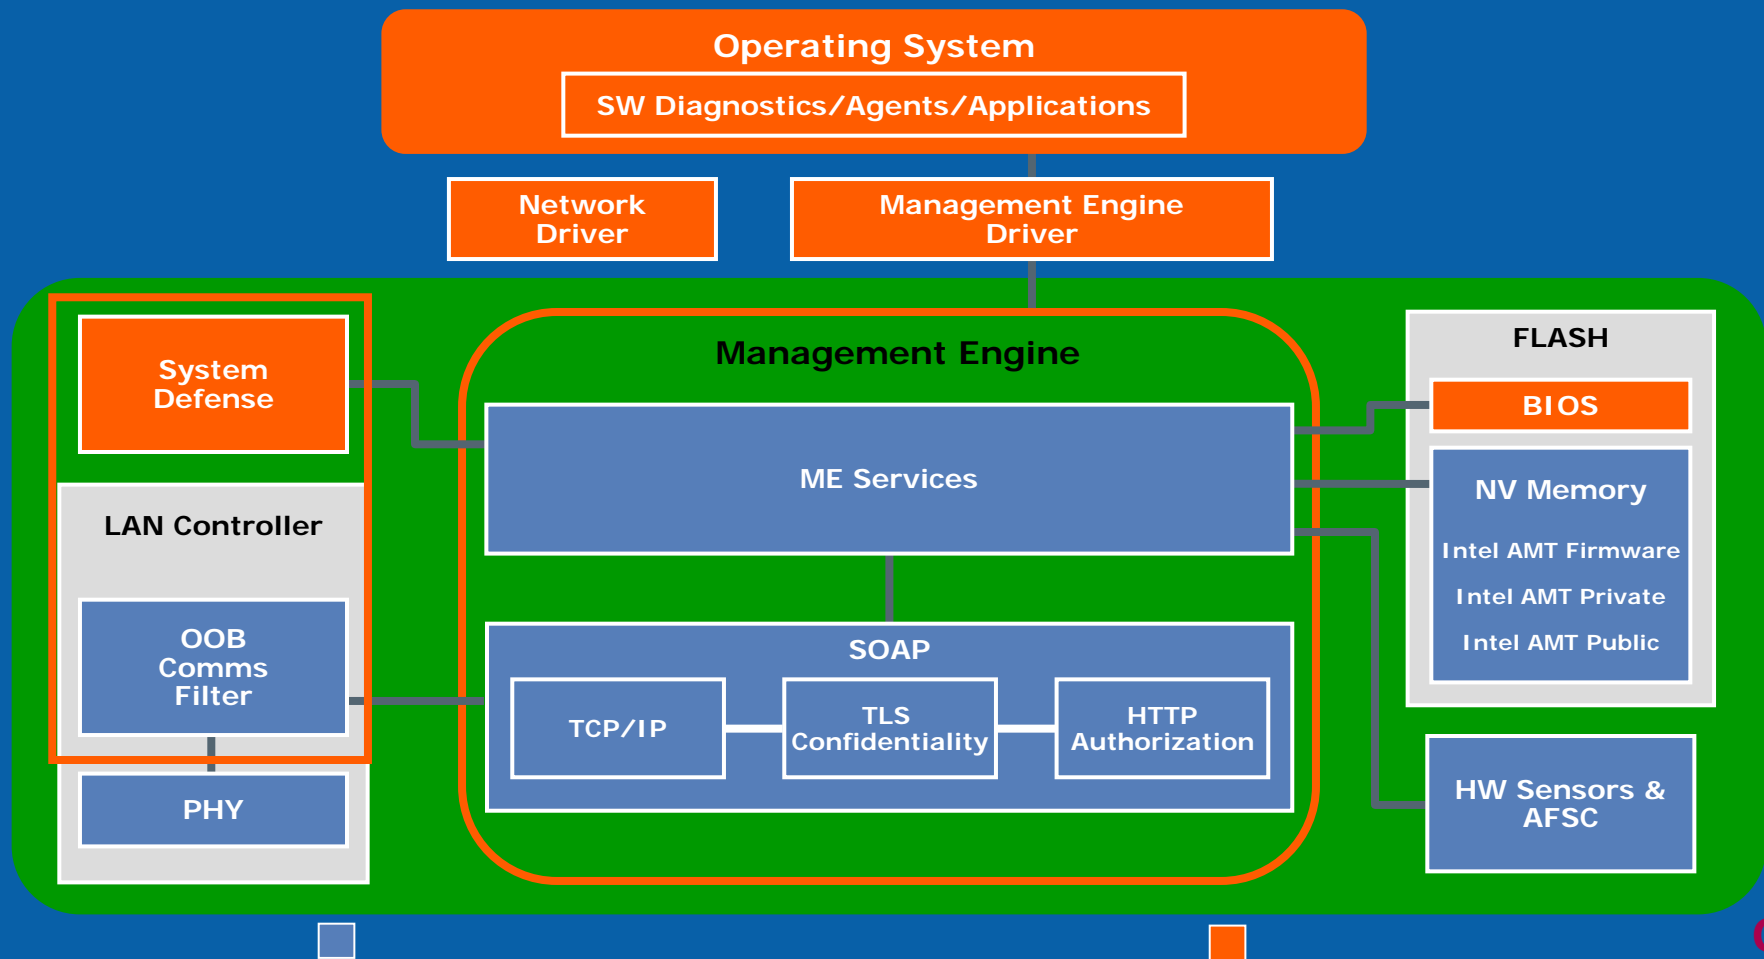 Operating System
SW Diagnostics/Agents/Applications
Network
Driver
Management Engine
Driver
System
Defense
LAN Controller
OOB
Comms
Filter
PHY
Management Engine
ME Services
SOAP
TCP/IP
TLS
Confidentiality
HTTP
Authorization
FLASH
BIOS
NV Memory
Intel AMT Firmware
Intel AMT Private
Intel AMT Public
HW Sensors &
AFSC